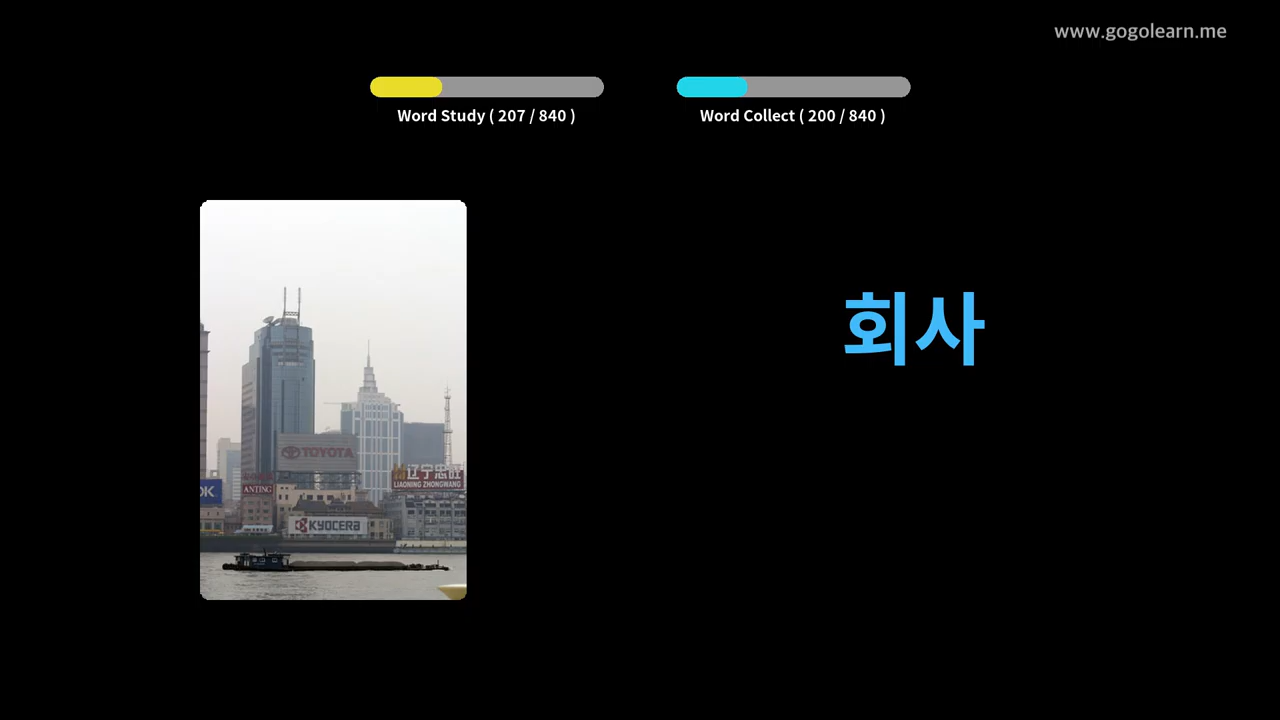 www.gogolearn.me
Word Study ( 207 / 840 )
Word Collect ( 200 / 840 )
회사
TOYOTA
辽宁忠旺
LIAONING ZHONGWANG
OK
ANTING
KYOCERA